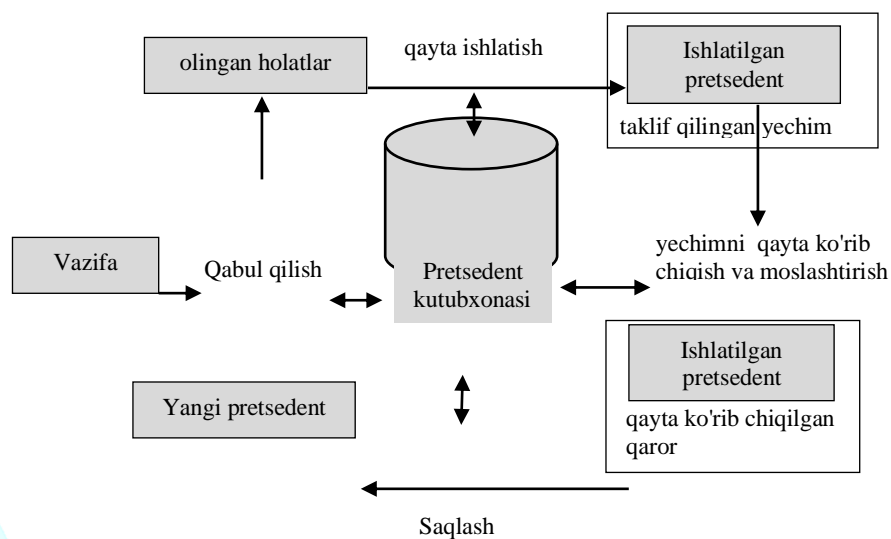 olingan holatlar
qayta ishlatish
Ishlatilgan
pretsedent
taklif qilingan yechim
Vazifa
Qabul qilish
Pretsedent
kutubxonasi
yechimni qayta ko'rib
chiqish va moslashtirish
Ishlatilgan
pretsedent
qayta ko'rib chiqilgan
qaror
Yangi pretsedent
Saqlash